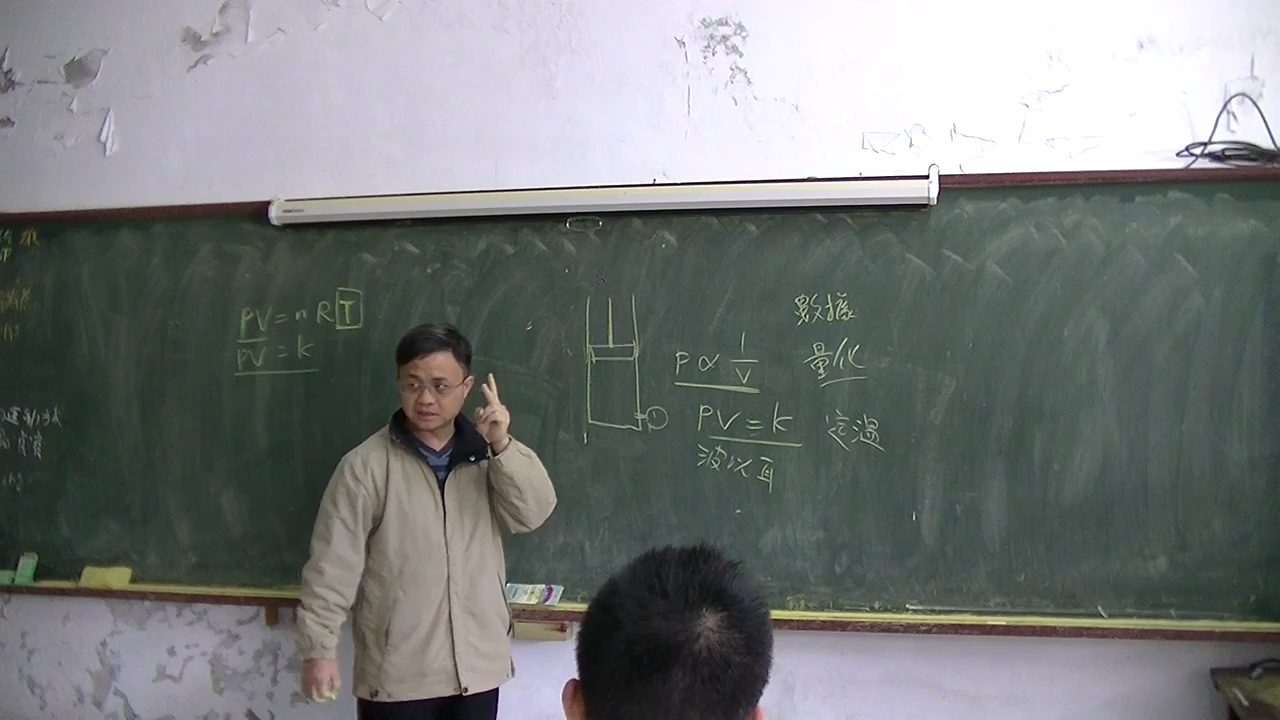 PV = n R T
PV = k
P ∝ 1/V
PV = k
波以耳
數據
量化
定溫